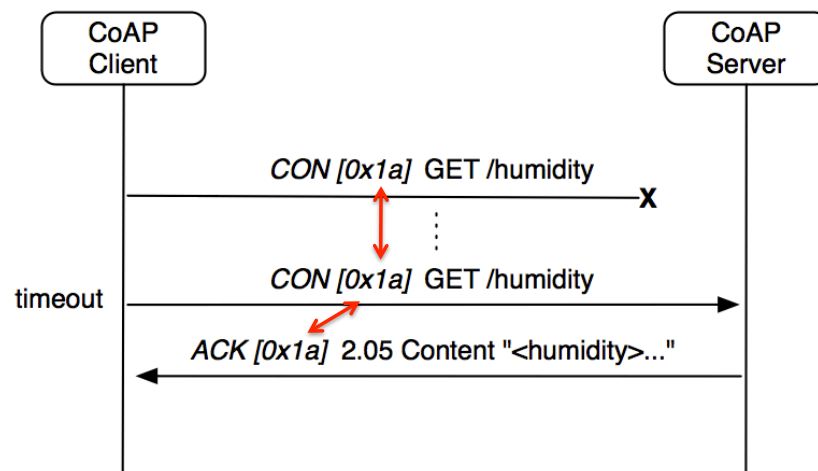 CoAP
Client
CoAP
Server
CON [0x1a] GET /humidity
X
CON [0x1a] GET /humidity
timeout
ACK [0x1a] 2.05 Content "<humidity>..."